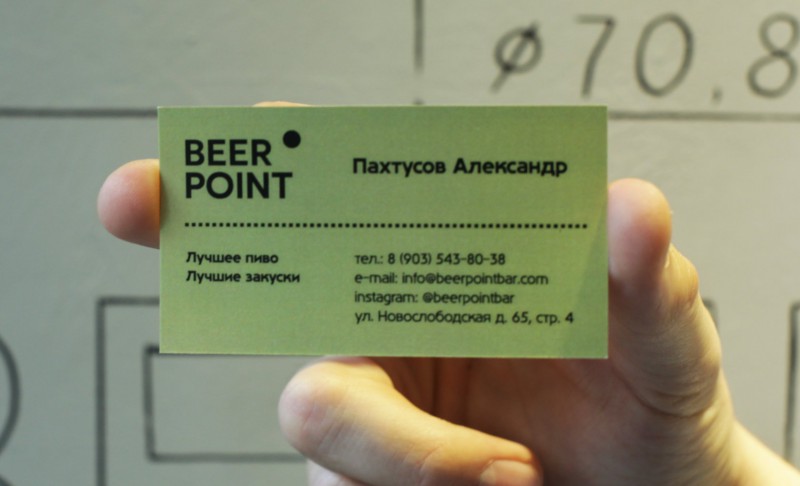 ø70,8
BEER
POINT
Пахтусов Александр
Лучшее пиво
Лучшие закуски
тел.: 8 (903) 543-80-38
e-mail: info@beerpointbar.com
instagram: @beerpointbar
ул. Новослободская д. 65, стр. 4